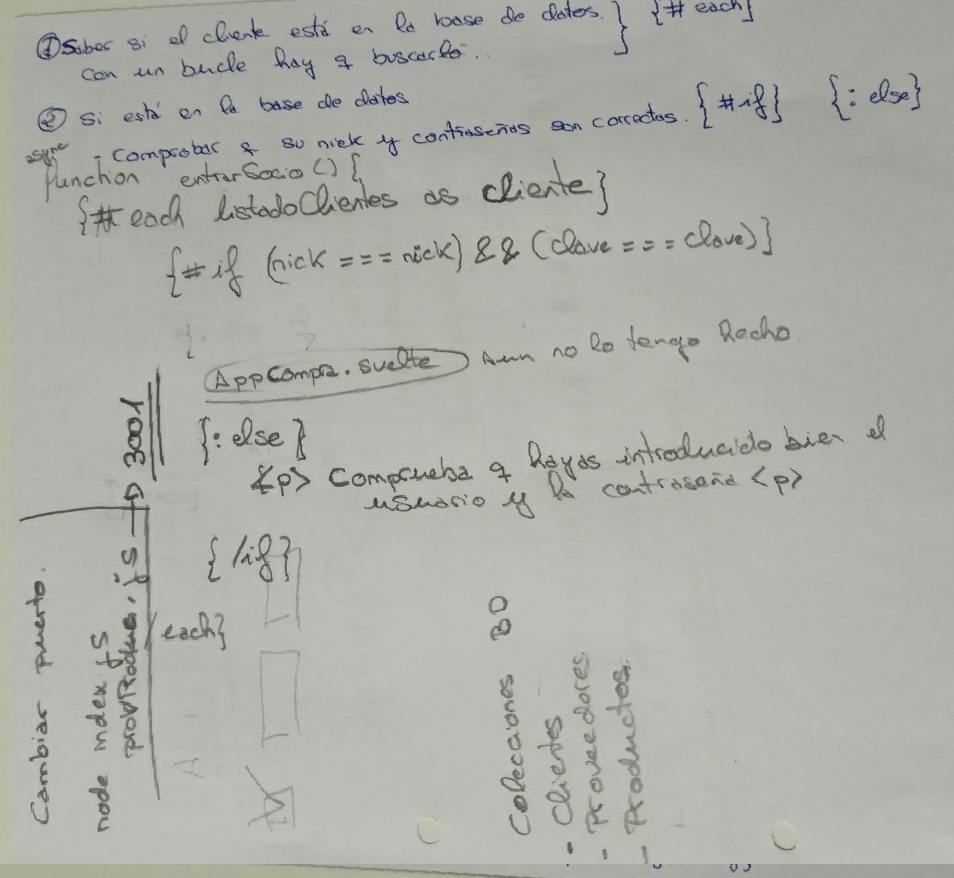 ① Saber si el cliente está en la base de datos. } {# each}
con un bucle hay q buscarlo..
② Si está en la base de datos
- Comprobar q su nick y contraseñas son correctas. {#if} {: else}
async
function entrarSocio () {
{# each listadoClientes as cliente}
{# if (nick === nick) && (clave === clave)}
AppCompra.svelte Aun no lo tengo hecho.
{: else }
<p> Comprueba q hayas introducido bien el
usuario y la contraseña <p>
{ /if}
/each}
Cambiar puerto.
node index js
→ 3001
Colecciones BD
- Clientes
- Proveedores.
- Productos.